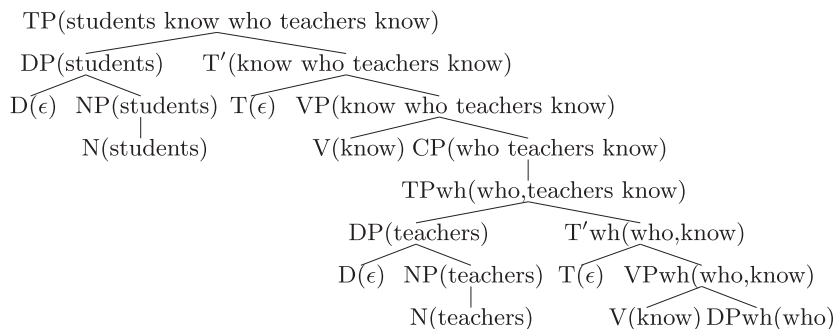 TP(students know who teachers know)
DP(students) T′(know who teachers know)
D(ϵ) NP(students) T(ϵ) VP(know who teachers know)
N(students) V(know) CP(who teachers know)
TPwh(who,teachers know)
DP(teachers) T′wh(who,know)
D(ϵ) NP(teachers) T(ϵ) VPwh(who,know)
N(teachers) V(know) DPwh(who)